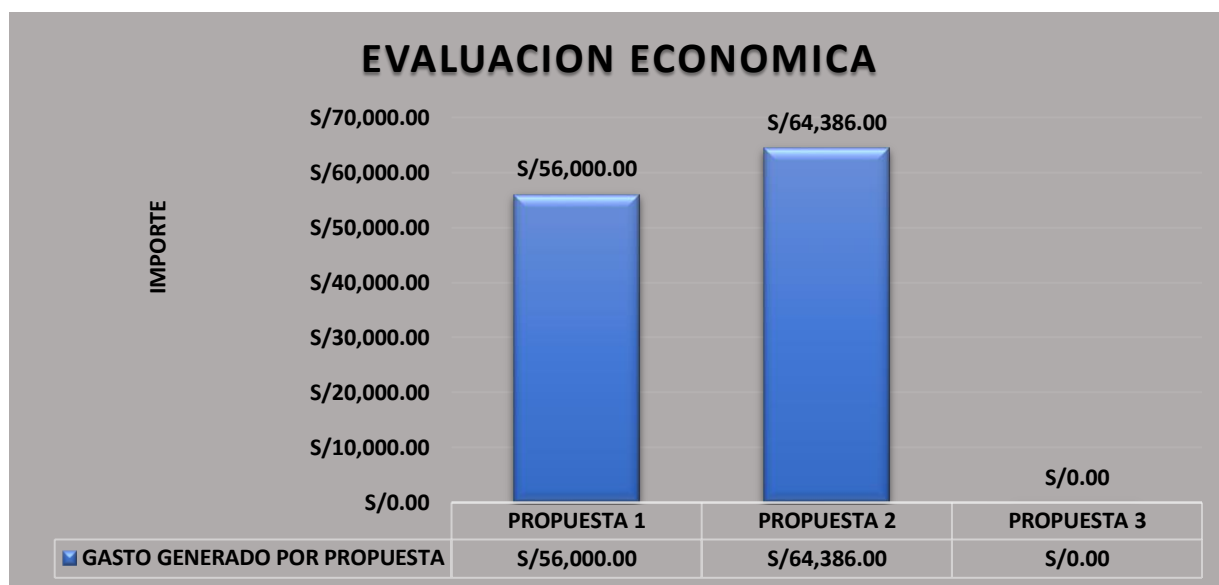 EVALUACION ECONOMICA
IMPORTE
S/70,000.00
S/60,000.00
S/50,000.00
S/40,000.00
S/30,000.00
S/20,000.00
S/10,000.00
S/0.00
S/56,000.00
S/64,386.00
S/0.00
PROPUESTA 1 PROPUESTA 2 PROPUESTA 3
GASTO GENERADO POR PROPUESTA S/56,000.00 S/64,386.00 S/0.00